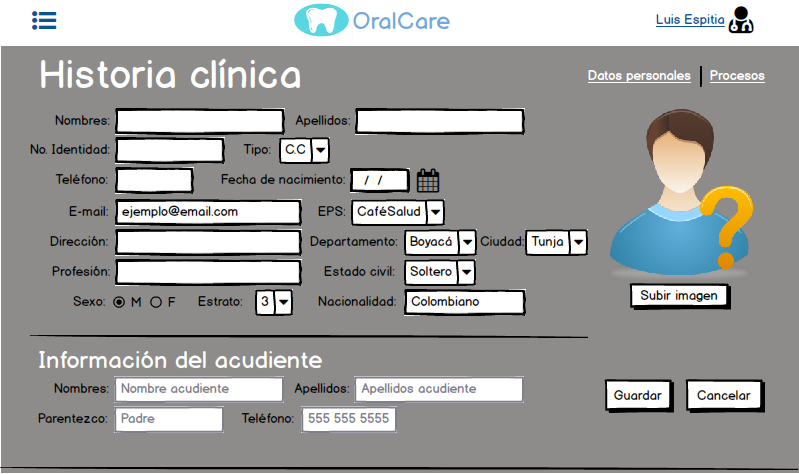 OralCare
Luis Espitia
Historia clínica
Datos personales | Procesos
Nombres: Apellidos:
No. Identidad: Tipo: C.C
Teléfono: Fecha de nacimiento: / /
E-mail: ejemplo@email.com EPS: CaféSalud
Dirección: Departamento: Boyacá Ciudad: Tunja
Profesión: Estado civil: Soltero
Sexo: M F Estrato: 3 Nacionalidad: Colombiano
Subir imagen
Información del acudiente
Nombres: Nombre acudiente Apellidos: Apellidos acudiente
Parentezco: Padre Teléfono: 555 555 5555
Guardar Cancelar